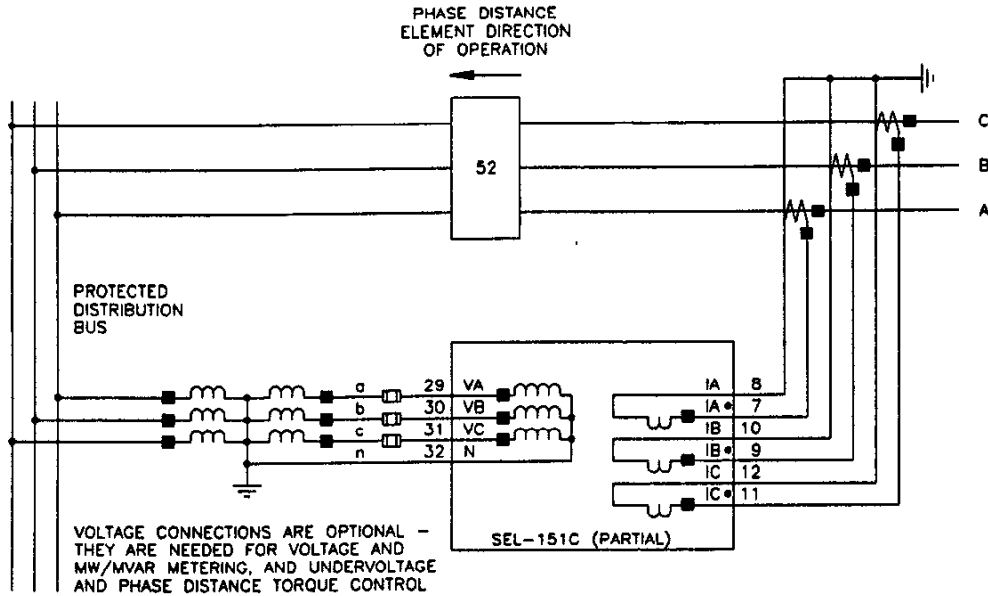 PHASE DISTANCE
ELEMENT DIRECTION
OF OPERATION
C
52
B
A
PROTECTED
DISTRIBUTION
BUS
a 29 VA IA 8
IA• 7
b 30 VB IB 10
c 31 VC IB• 9
n 32 N IC 12
IC• 11
VOLTAGE CONNECTIONS ARE OPTIONAL –
THEY ARE NEEDED FOR VOLTAGE AND
MW/MVAR METERING, AND UNDERVOLTAGE
AND PHASE DISTANCE TORQUE CONTROL
SEL–151C (PARTIAL)